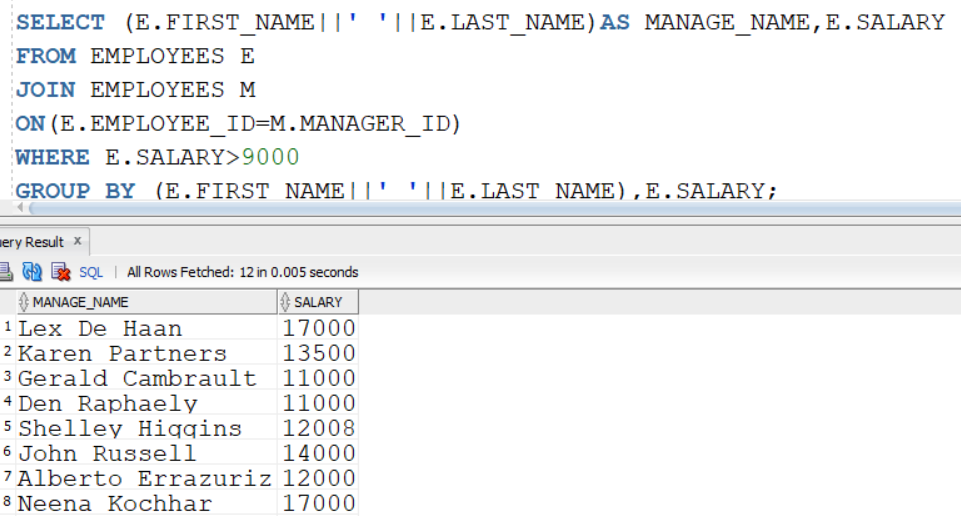 SELECT (E.FIRST_NAME||' '||E.LAST_NAME)AS MANAGE_NAME,E.SALARY
FROM EMPLOYEES E
JOIN EMPLOYEES M
ON(E.EMPLOYEE_ID=M.MANAGER_ID)
WHERE E.SALARY>9000
GROUP BY (E.FIRST_NAME||' '||E.LAST_NAME),E.SALARY;
uery Result x
SQL | All Rows Fetched: 12 in 0.005 seconds
MANAGE_NAME SALARY
1 Lex De Haan 17000
2 Karen Partners 13500
3 Gerald Cambrault 11000
4 Den Raphaely 11000
5 Shelley Higgins 12008
6 John Russell 14000
7 Alberto Errazuriz 12000
8 Neena Kochhar 17000